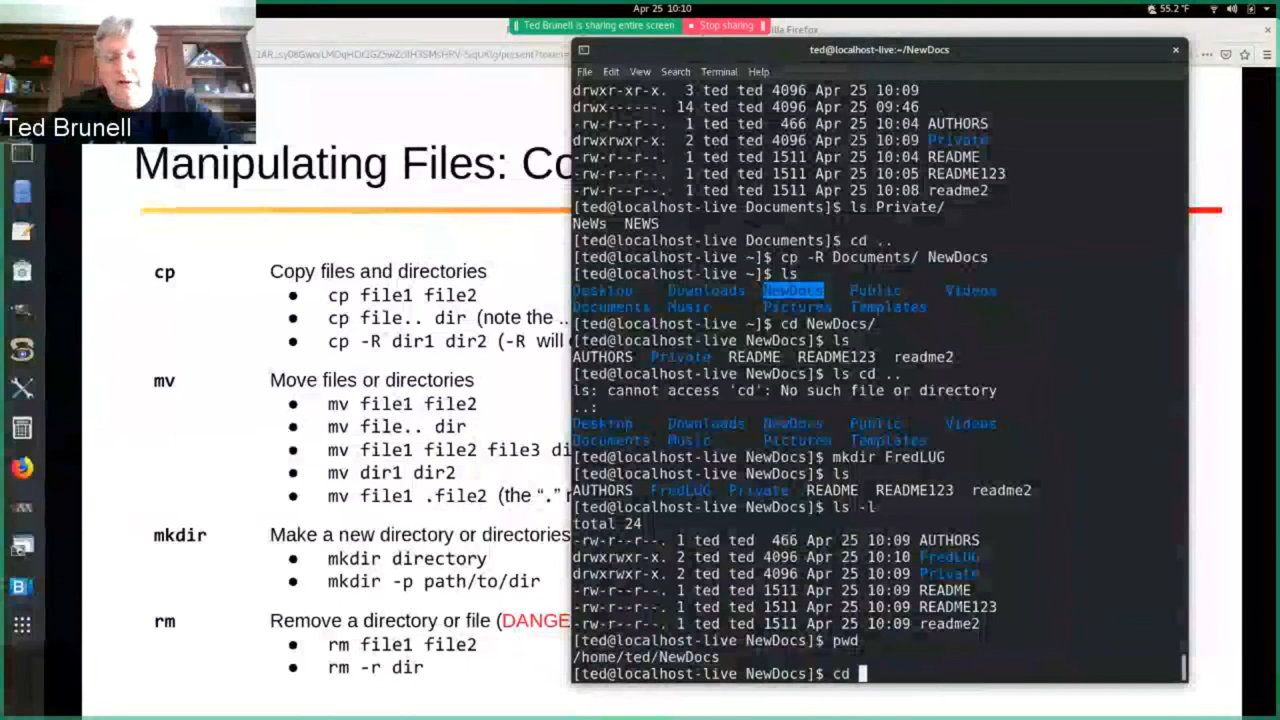 Apr 25 10:10
55.2 °F
Ted Brunell is sharing entire screen
Stop sharing
Firefox
Ted Brunell
Manipulating Files: Co
cp
Copy files and directories
● cp file1 file2
● cp file.. dir (note the ..
● cp -R dir1 dir2 (-R will
mv
Move files or directories
● mv file1 file2
● mv file.. dir
● mv file1 file2 file3 di
● mv dir1 dir2
● mv file1 .file2 (the “.”
mkdir
Make a new directory or directories
● mkdir directory
● mkdir -p path/to/dir
rm
Remove a directory or file (DANGE
● rm file1 file2
● rm -r dir
ted@localhost-live:~/NewDocs
File Edit View Search Terminal Help
drwxr-xr-x. 3 ted ted 4096 Apr 25 10:09
drwx------. 14 ted ted 4096 Apr 25 09:46
-rw-r--r--. 1 ted ted 466 Apr 25 10:04 AUTHORS
drwxrwxr-x. 2 ted ted 4096 Apr 25 10:09 Private
-rw-r--r--. 1 ted ted 1511 Apr 25 10:04 README
-rw-r--r--. 1 ted ted 1511 Apr 25 10:05 README123
-rw-r--r--. 1 ted ted 1511 Apr 25 10:08 readme2
[ted@localhost-live Documents]$ ls Private/
NeWs NEWS
[ted@localhost-live Documents]$ cd ..
[ted@localhost-live ~]$ cp -R Documents/ NewDocs
[ted@localhost-live ~]$ ls
Desktop Downloads NewDocs Public Videos
Documents Music Pictures Templates
[ted@localhost-live ~]$ cd NewDocs/
[ted@localhost-live NewDocs]$ ls
AUTHORS Private README README123 readme2
[ted@localhost-live NewDocs]$ ls cd ..
ls: cannot access 'cd': No such file or directory
..:
Desktop Downloads NewDocs Public Videos
Documents Music Pictures Templates
[ted@localhost-live NewDocs]$ mkdir FredLUG
[ted@localhost-live NewDocs]$ ls
AUTHORS FredLUG Private README README123 readme2
[ted@localhost-live NewDocs]$ ls -l
total 24
-rw-r--r--. 1 ted ted 466 Apr 25 10:09 AUTHORS
drwxrwxr-x. 2 ted ted 4096 Apr 25 10:10 FredLUG
drwxrwxr-x. 2 ted ted 4096 Apr 25 10:09 Private
-rw-r--r--. 1 ted ted 1511 Apr 25 10:09 README
-rw-r--r--. 1 ted ted 1511 Apr 25 10:09 README123
-rw-r--r--. 1 ted ted 1511 Apr 25 10:09 readme2
[ted@localhost-live NewDocs]$ pwd
/home/ted/NewDocs
[ted@localhost-live NewDocs]$ cd